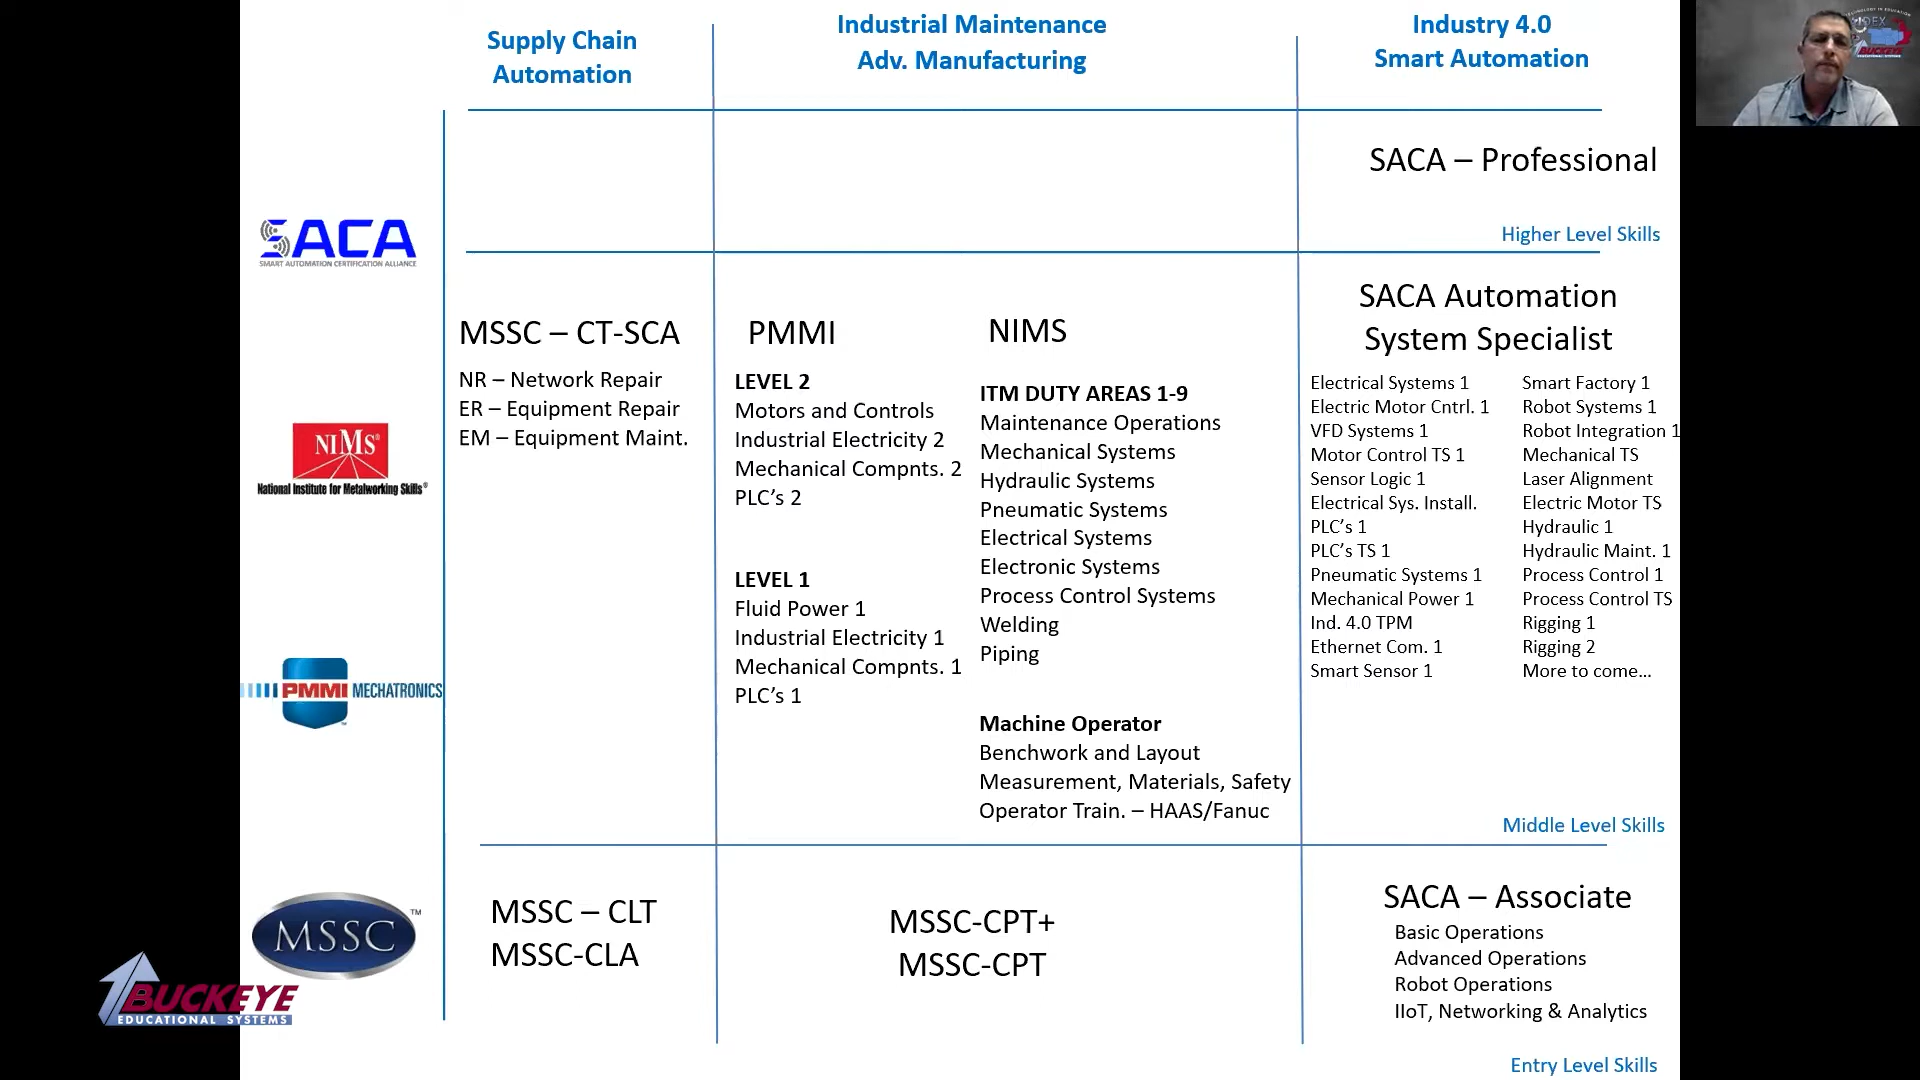 Supply Chain
Automation
Industrial Maintenance
Adv. Manufacturing
Industry 4.0
Smart Automation
SACA – Professional
Higher Level Skills
SACA
SMART AUTOMATION CERTIFICATION ALLIANCE
NIMS®
National Institute for Metalworking Skills®
PMMI MECHATRONICS
MSSC™
BUCKEYE
EDUCATIONAL SYSTEMS
MSSC – CT-SCA
NR – Network Repair
ER – Equipment Repair
EM – Equipment Maint.
PMMI
LEVEL 2
Motors and Controls
Industrial Electricity 2
Mechanical Compnts. 2
PLC’s 2
LEVEL 1
Fluid Power 1
Industrial Electricity 1
Mechanical Compnts. 1
PLC’s 1
NIMS
ITM DUTY AREAS 1-9
Maintenance Operations
Mechanical Systems
Hydraulic Systems
Pneumatic Systems
Electrical Systems
Electronic Systems
Process Control Systems
Welding
Piping
Machine Operator
Benchwork and Layout
Measurement, Materials, Safety
Operator Train. – HAAS/Fanuc
SACA Automation
System Specialist
Electrical Systems 1
Electric Motor Cntrl. 1
VFD Systems 1
Motor Control TS 1
Sensor Logic 1
Electrical Sys. Install.
PLC’s 1
PLC’s TS 1
Pneumatic Systems 1
Mechanical Power 1
Ind. 4.0 TPM
Ethernet Com. 1
Smart Sensor 1
Smart Factory 1
Robot Systems 1
Robot Integration 1
Mechanical TS
Laser Alignment
Electric Motor TS
Hydraulic 1
Hydraulic Maint. 1
Process Control 1
Process Control TS
Rigging 1
Rigging 2
More to come...
Middle Level Skills
MSSC – CLT
MSSC-CLA
MSSC-CPT+
MSSC-CPT
SACA – Associate
Basic Operations
Advanced Operations
Robot Operations
IIoT, Networking & Analytics
Entry Level Skills
BUCKEYE